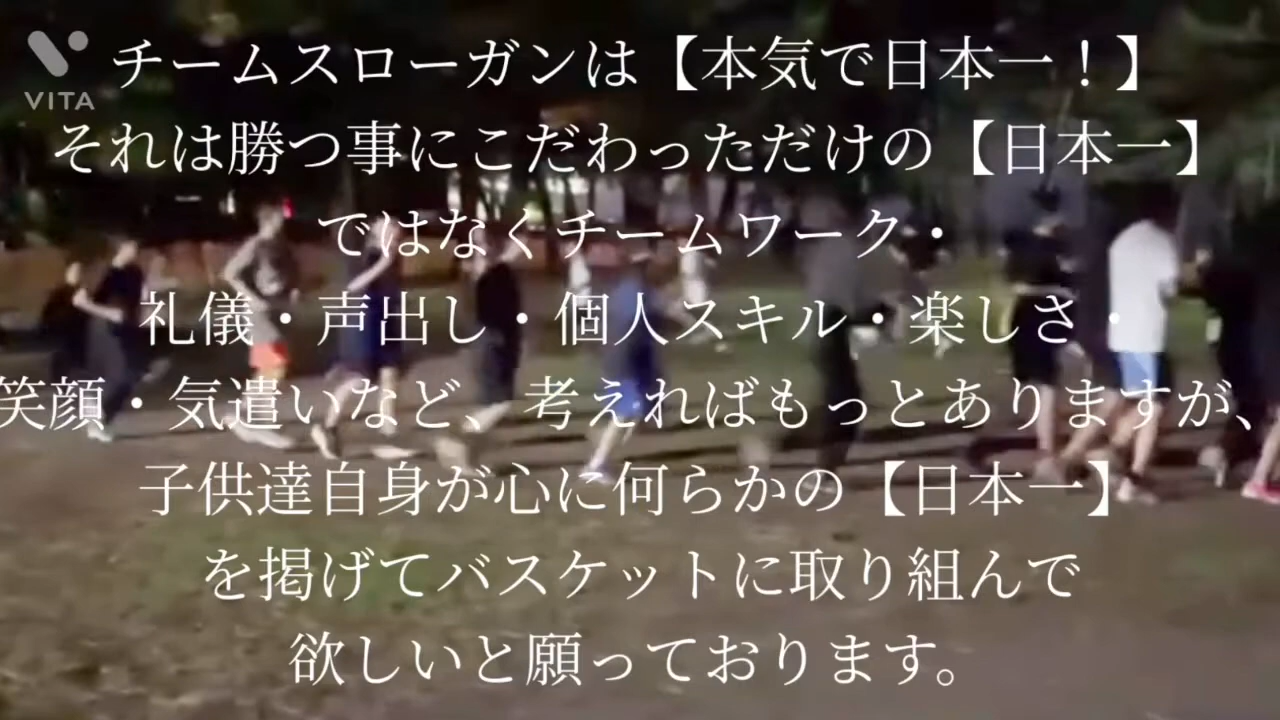 VITA
チームスローガンは【本気で日本一！】
それは勝つ事にこだわっただけの【日本一】
ではなくチームワーク・
礼儀・声出し・個人スキル・楽しさ・
笑顔・気遣いなど、考えればもっとありますが、
子供達自身が心に何らかの【日本一】
を掲げてバスケットに取り組んで
欲しいと願っております。